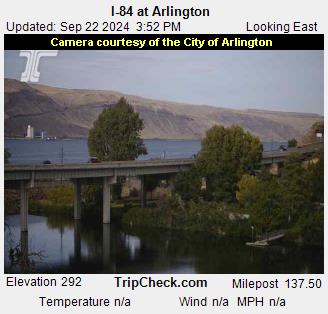 I-84 at Arlington
Updated: Sep 22 2024 3:52 PM Looking East
Camera courtesy of the City of Arlington
Elevation 292 TripCheck.com Milepost 137.50
Temperature n/a Wind n/a MPH n/a